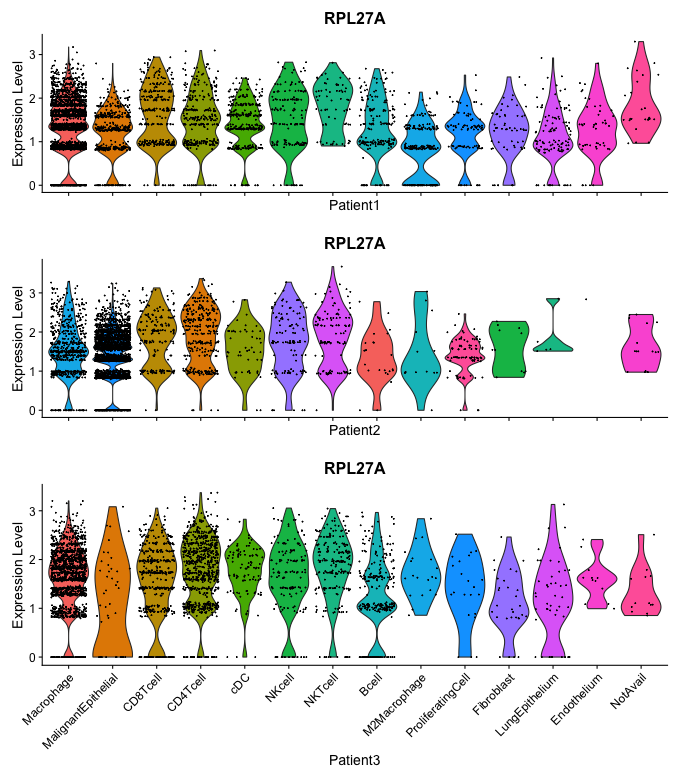 RPL27A
Expression Level
3
2
1
0
Patient1
RPL27A
Expression Level
3
2
1
0
Patient2
RPL27A
Expression Level
3
2
1
0
Macrophage
MalignantEpithelial
CD8Tcell
CD4Tcell
cDC
NKcell
NKTcell
Bcell
M2Macrophage
ProliferatingCell
Fibroblast
LungEpithelium
Endothelium
NotAvail
Patient3